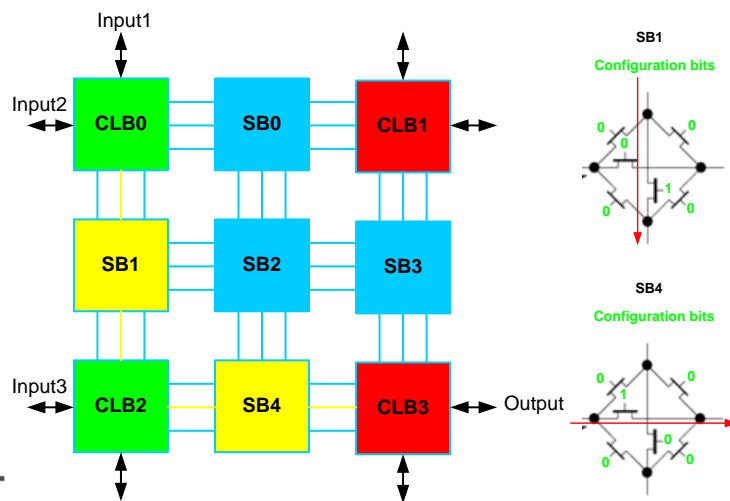 Input1
SB1
Configuration bits
Input2
CLB0
SB0
CLB1
0
0
0
1
0
0
SB1
SB2
SB3
SB4
Configuration bits
Input3
CLB2
SB4
CLB3
Output
0
0
1
0
0
0